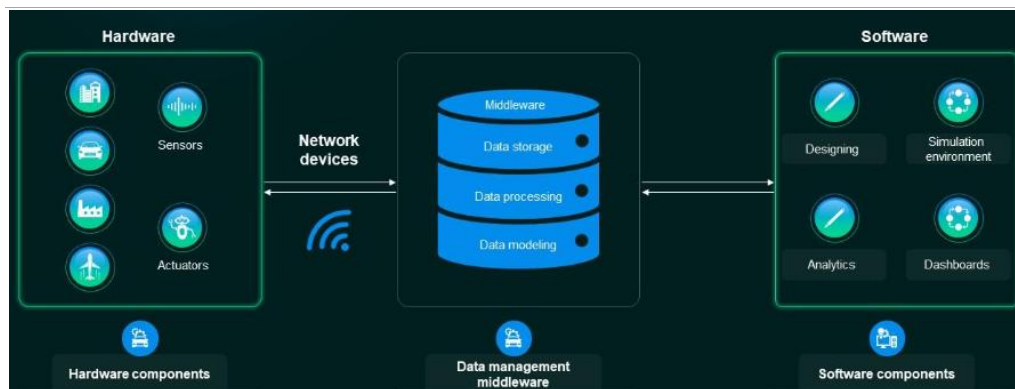 Hardware
Software
Sensors
Actuators
Network
devices
Middleware
Data storage
Data processing
Data modeling
Designing
Simulation
environment
Analytics
Dashboards
Hardware components
Data management
middleware
Software components